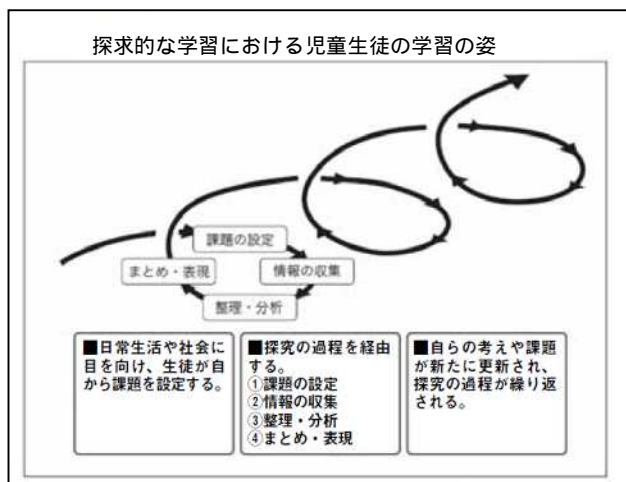 探求的な学習における児童生徒の学習の姿
課題の設定
まとめ・表現
情報の収集
整理・分析
■日常生活や社会に
目を向け、生徒が自
から課題を設定する。
■探究の過程を経由
する。
①課題の設定
②情報の収集
③整理・分析
④まとめ・表現
■自らの考えや課題
が新たに更新され、
探究の過程が繰り返
される。